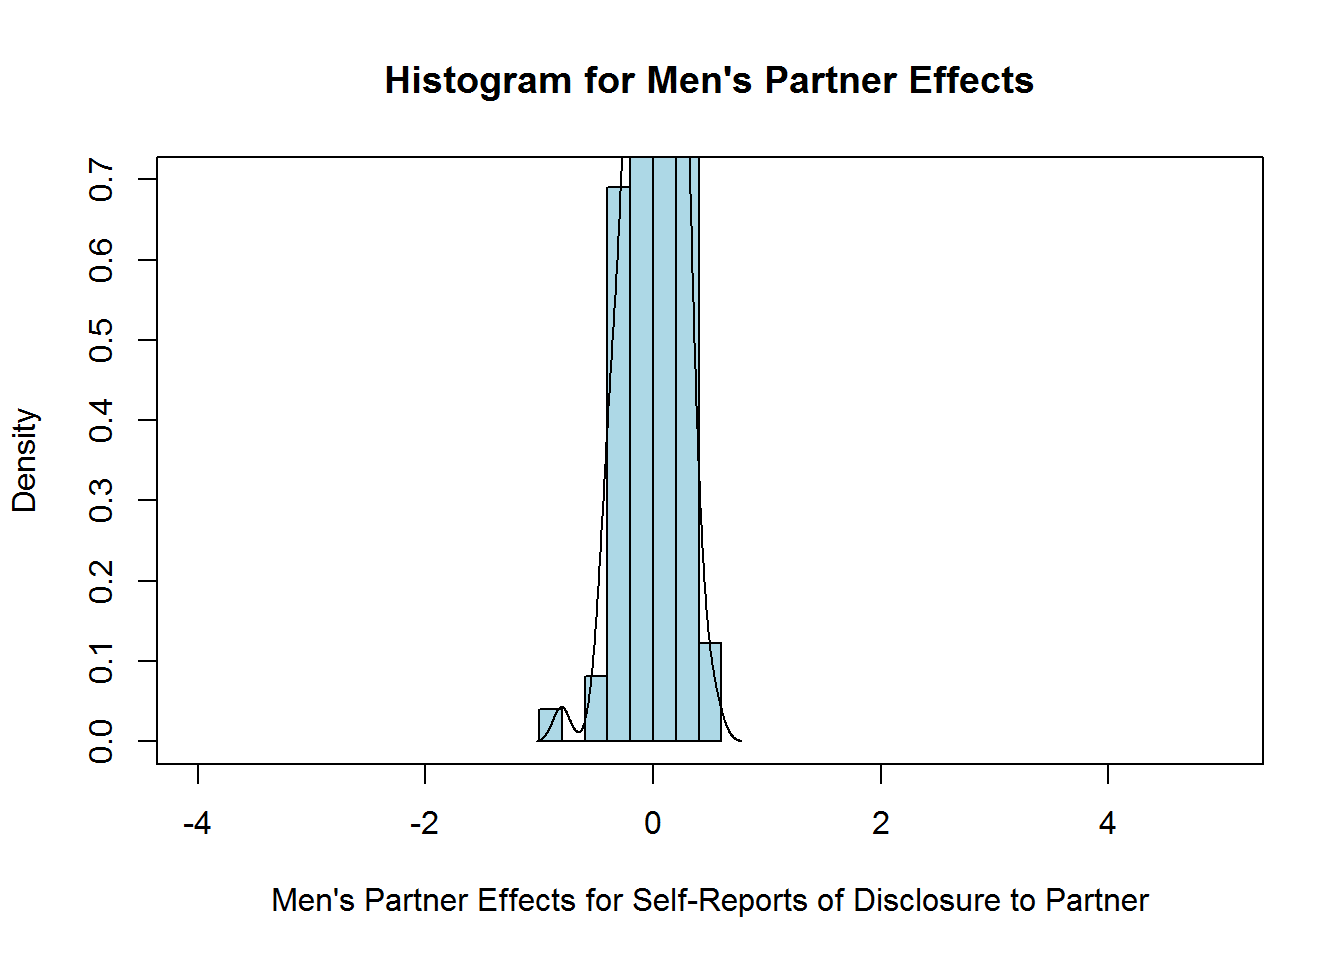 Histogram for Men's Partner Effects
0.7
0.6
0.5
0.4
0.3
0.2
0.1
0.0
Density
-4 -2 0 2 4
Men's Partner Effects for Self-Reports of Disclosure to Partner